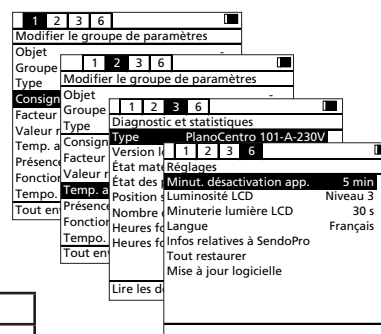 1 2 3 6
Modifier le groupe de paramètres
Objet -
Groupe
Type
Consign
Facteur
Valeur r
Temp. a
Présenc
Fonction
Tempo.
Tout en
1 2 3 6
Modifier le groupe de paramètres
Objet -
Groupe
Type
Consign
Facteur
Valeur r
Temp. a
Présence
Fonction
Tempo.
Tout en
1 2 3 6
Diagnostic et statistiques
Type PlanoCentro 101-A-230V
Version l
État mate
État des
Position s
Nombre
Heures fo
Heures fo
Lire les d
1 2 3 6
Réglages
Minut. désactivation app. 5 min
Luminosité LCD Niveau 3
Minuterie lumière LCD 30 s
Langue Français
Infos relatives à SendoPro
Tout restaurer
Mise à jour logicielle